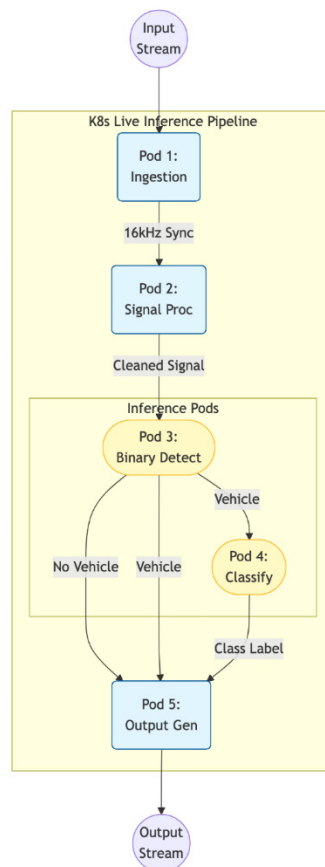 Input
Stream
K8s Live Inference Pipeline
Pod 1:
Ingestion
16kHz Sync
Pod 2:
Signal Proc
Cleaned Signal
Inference Pods
Pod 3:
Binary Detect
Vehicle
No Vehicle
Vehicle
Pod 4:
Classify
Class Label
Pod 5:
Output Gen
Output
Stream